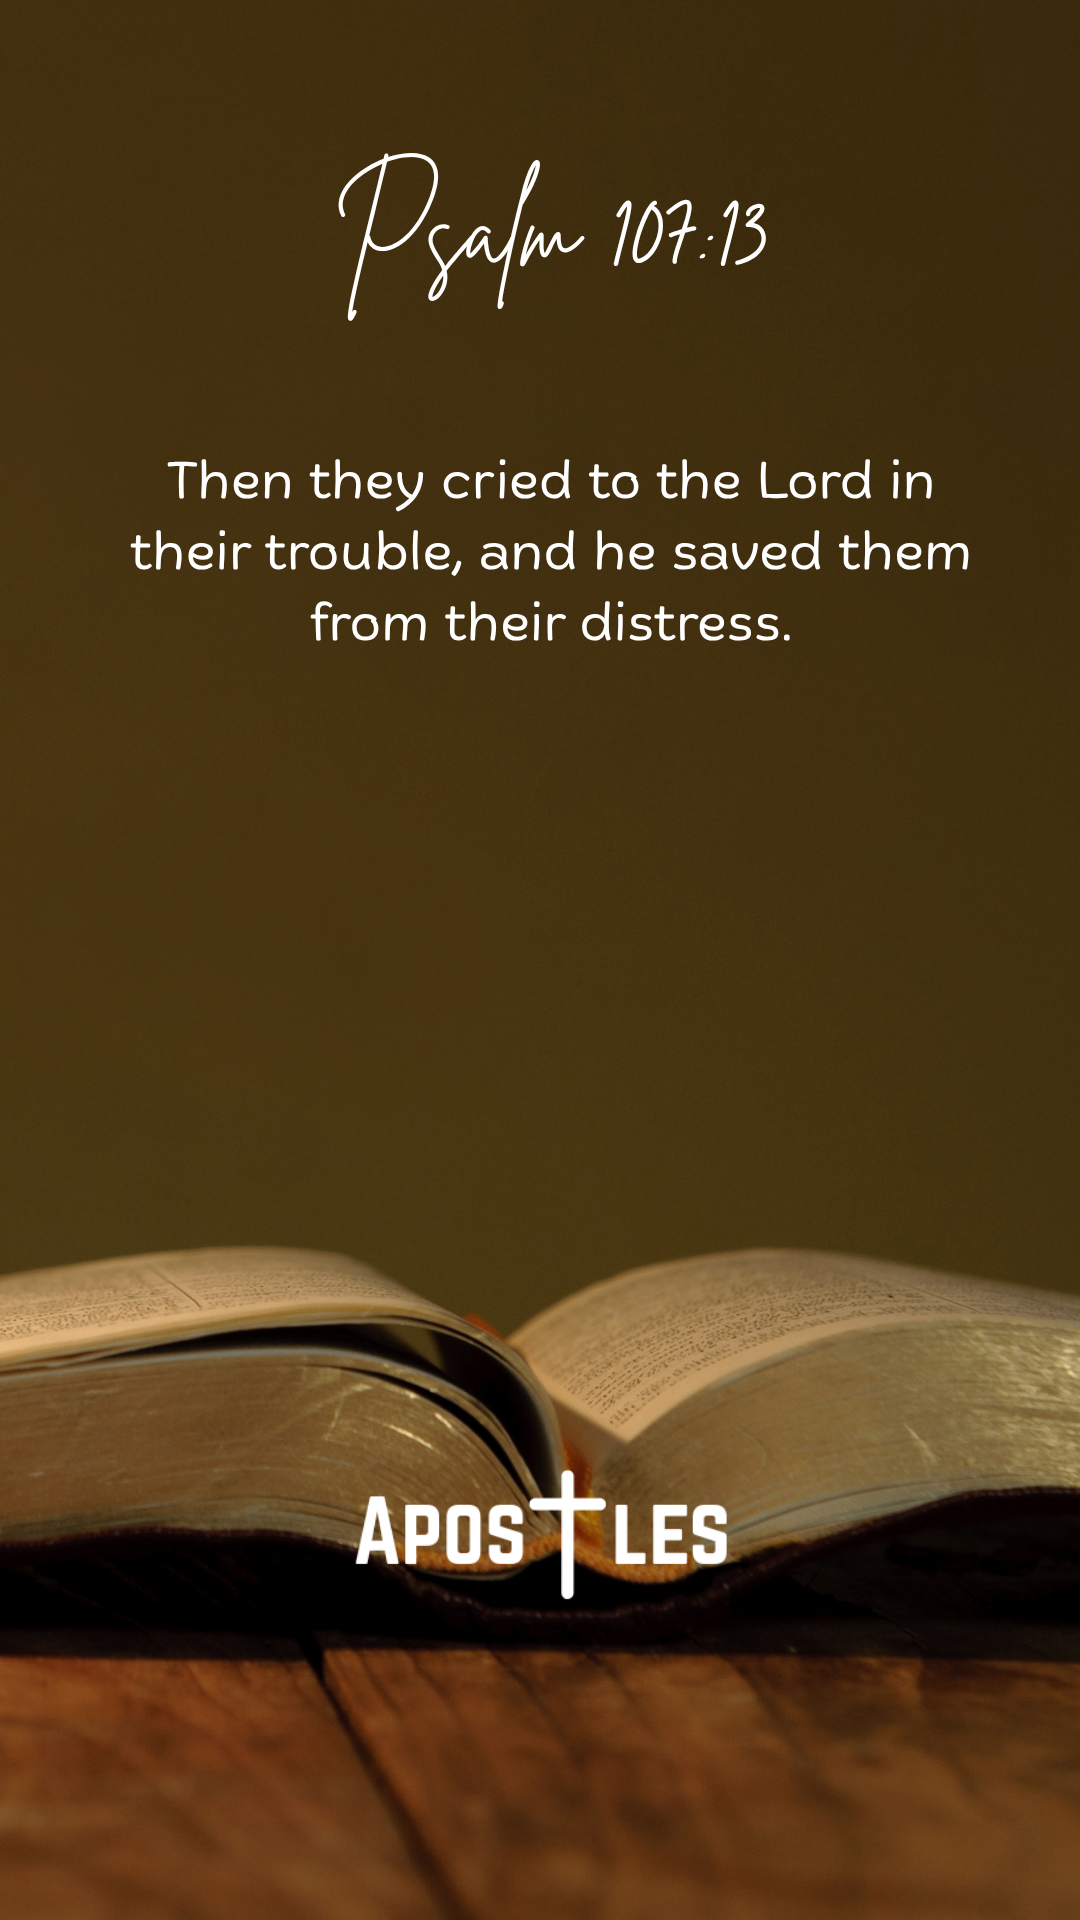 Psalm 107:13
Then they cried to the Lord in
their trouble, and he saved them
from their distress.
APOSTLES